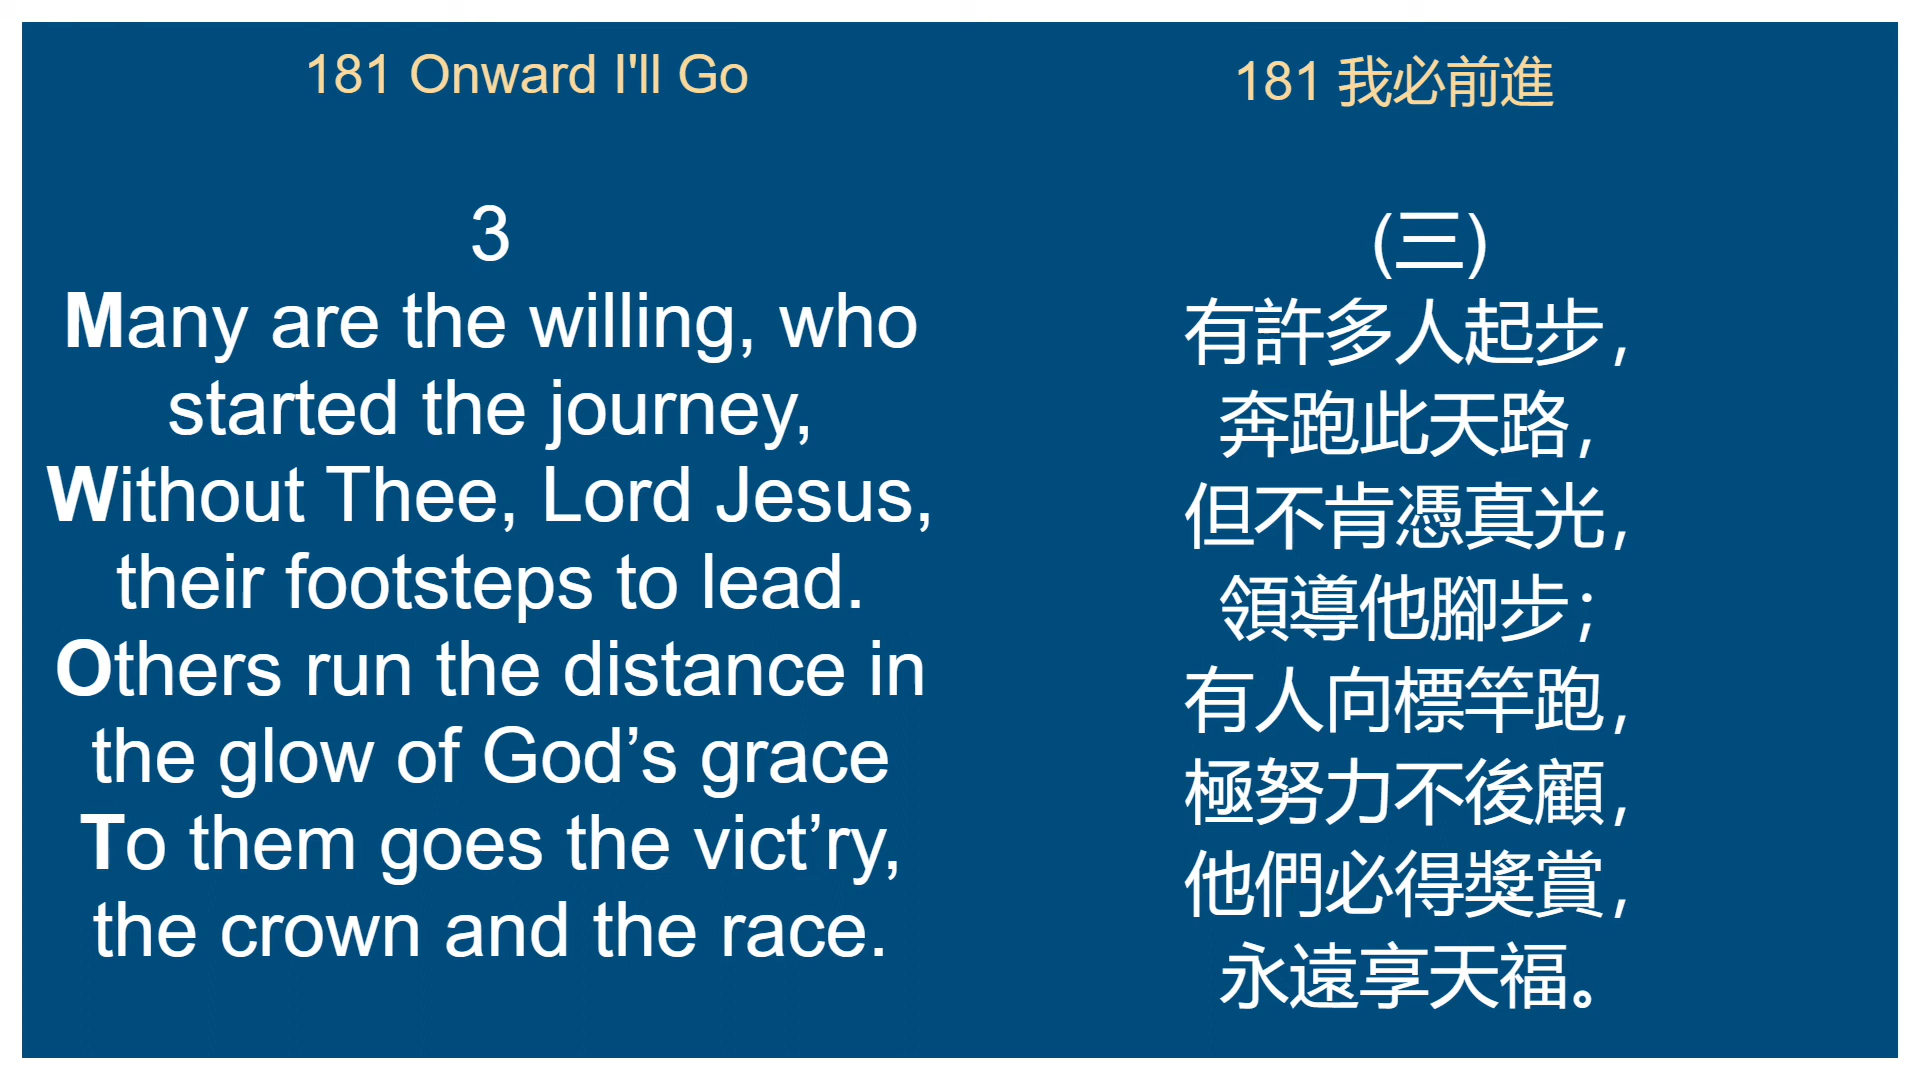 181 Onward I'll Go
3
Many are the willing, who
started the journey,
Without Thee, Lord Jesus,
their footsteps to lead.
Others run the distance in
the glow of God’s grace
To them goes the vict’ry,
the crown and the race.
181 我必前進
(三)
有許多人起步，
奔跑此天路，
但不肯憑真光，
領導他腳步；
有人向標竿跑，
極努力不後顧，
他們必得獎賞，
永遠享天福。